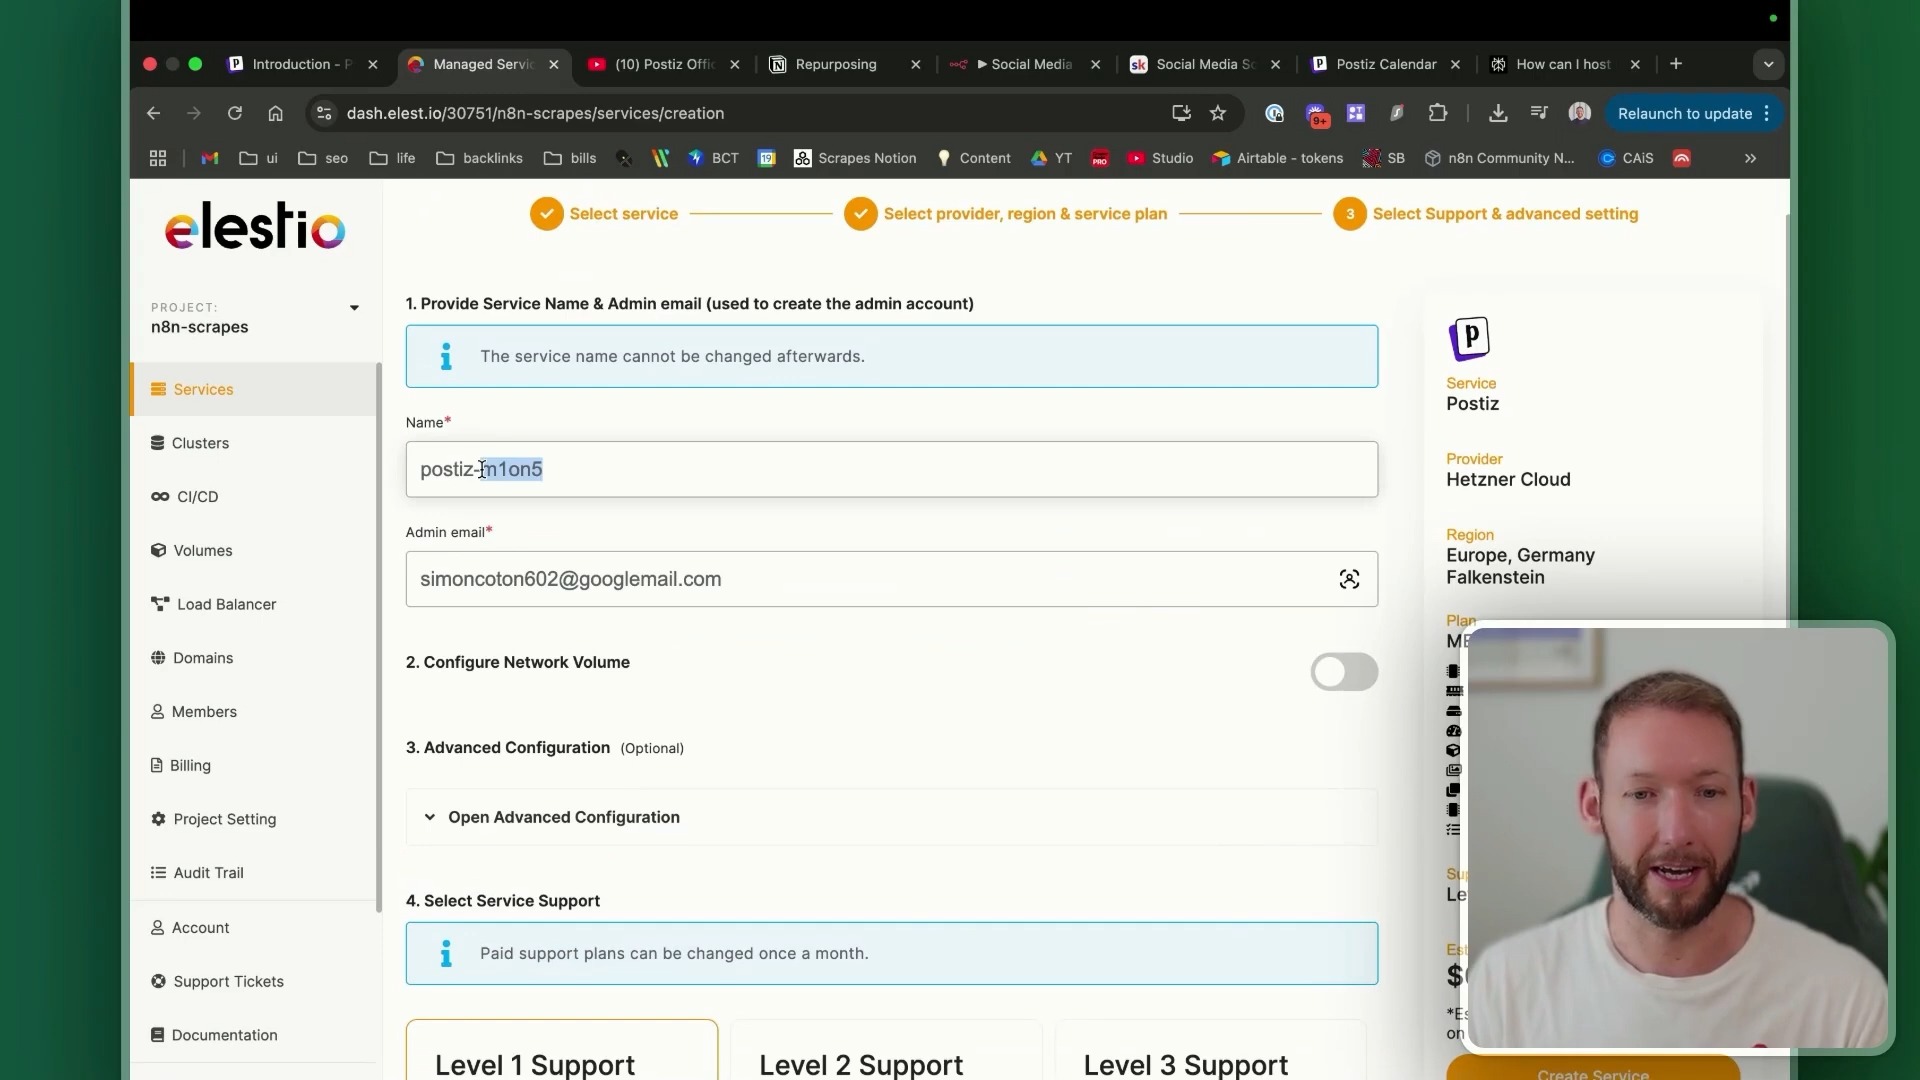 Introduction - P
Managed Servic
(10) Postiz Offic
Repurposing
▶ Social Media
Social Media Sc
Postiz Calendar
How can I host
dash.elest.io/30751/n8n-scrapes/services/creation
9+
Relaunch to update
ui
seo
life
backlinks
bills
BCT
19
Scrapes Notion
Content
YT
PRO
Studio
Airtable - tokens
SB
n8n Community N...
CAiS
elestio
PROJECT:
n8n-scrapes
Services
Clusters
CI/CD
Volumes
Load Balancer
Domains
Members
Billing
Project Setting
Audit Trail
Account
Support Tickets
Documentation
Select service
Select provider, region & service plan
3 Select Support & advanced setting
1. Provide Service Name & Admin email (used to create the admin account)
The service name cannot be changed afterwards.
Name*
postiz-m1on5
Admin email*
simoncoton602@googlemail.com
2. Configure Network Volume
3. Advanced Configuration (Optional)
Open Advanced Configuration
4. Select Service Support
Paid support plans can be changed once a month.
Level 1 Support
Level 2 Support
Level 3 Support
P
Service
Postiz
Provider
Hetzner Cloud
Region
Europe, Germany
Falkenstein
Plan
Le
Est
$
*Es
on
Create Service